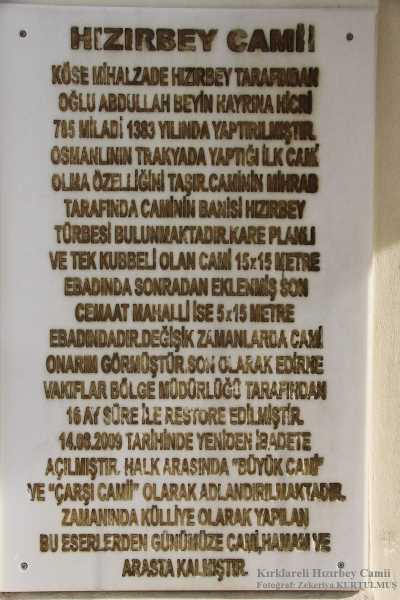 HIZIRBEY CAMİİ
KÖSE MİHALZADE HIZIRBEY TARAFINDAN
OĞLU ABDULLAH BEYİN HAYRINA HİCRİ
785 MİLADİ 1383 YILINDA YAPTIRILMIŞTIR.
OSMANLININ TRAKYADA YAPTIĞI İLK CAMİ
OLMA ÖZELLİĞİNİ TAŞIR.CAMİNİN MİHRAB
TARAFINDA CAMİNİN BANİSİ HIZIRBEY
TÜRBESİ BULUNMAKTADIR.KARE PLANLI
VE TEK KUBBELİ OLAN CAMİ 15x15 METRE
EBADINDA SONRADAN EKLENMİŞ SON
CEMAAT MAHALLİ İSE 5x15 METRE
EBADINDADIR.DEĞİŞİK ZAMANLARDA CAMİ
ONARIM GÖRMÜŞTÜR.SON OLARAK EDİRNE
VAKIFLAR BÖLGE MÜDÜRLÜĞÜ TARAFINDAN
16 AY SÜRE İLE RESTORE EDİLMİŞTİR.
14.08.2009 TARİHİNDE YENİDEN İBADETE
AÇILMIŞTIR. HALK ARASINDA "BÜYÜK CAMİ"
VE "ÇARŞI CAMİİ" OLARAK ADLANDIRILMAKTADIR.
ZAMANINDA KÜLLİYE OLARAK YAPILAN
BU ESERLERDEN GÜNÜMÜZE CAMİ,HAMAM VE
ARASTA KALMIŞTIR.
Kırklareli Hızırbey Camii
Fotoğraf: Zekeriya KURTULMUŞ